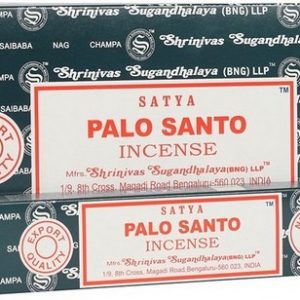 SAIBABA NAG CHAMPA
Shrinivas Sugandhalaya (BNG) LLP
SATYA
PALO SANTO
INCENSE
Mfrs. Shrinivas Sugandhalaya (BNG) LLP
1/9, 8th Cross, Magadi Road Bengaluru-560 023, INDIA
EXPORT
QUALITY
SATYA
PALO SANTO
INCENSE
Mfrs. Shrinivas Sugandhalaya (BNG) LLP
1/9, 8th Cross, Magadi Road, Bengaluru-560 023. INDIA
EXPORT
QUALITY